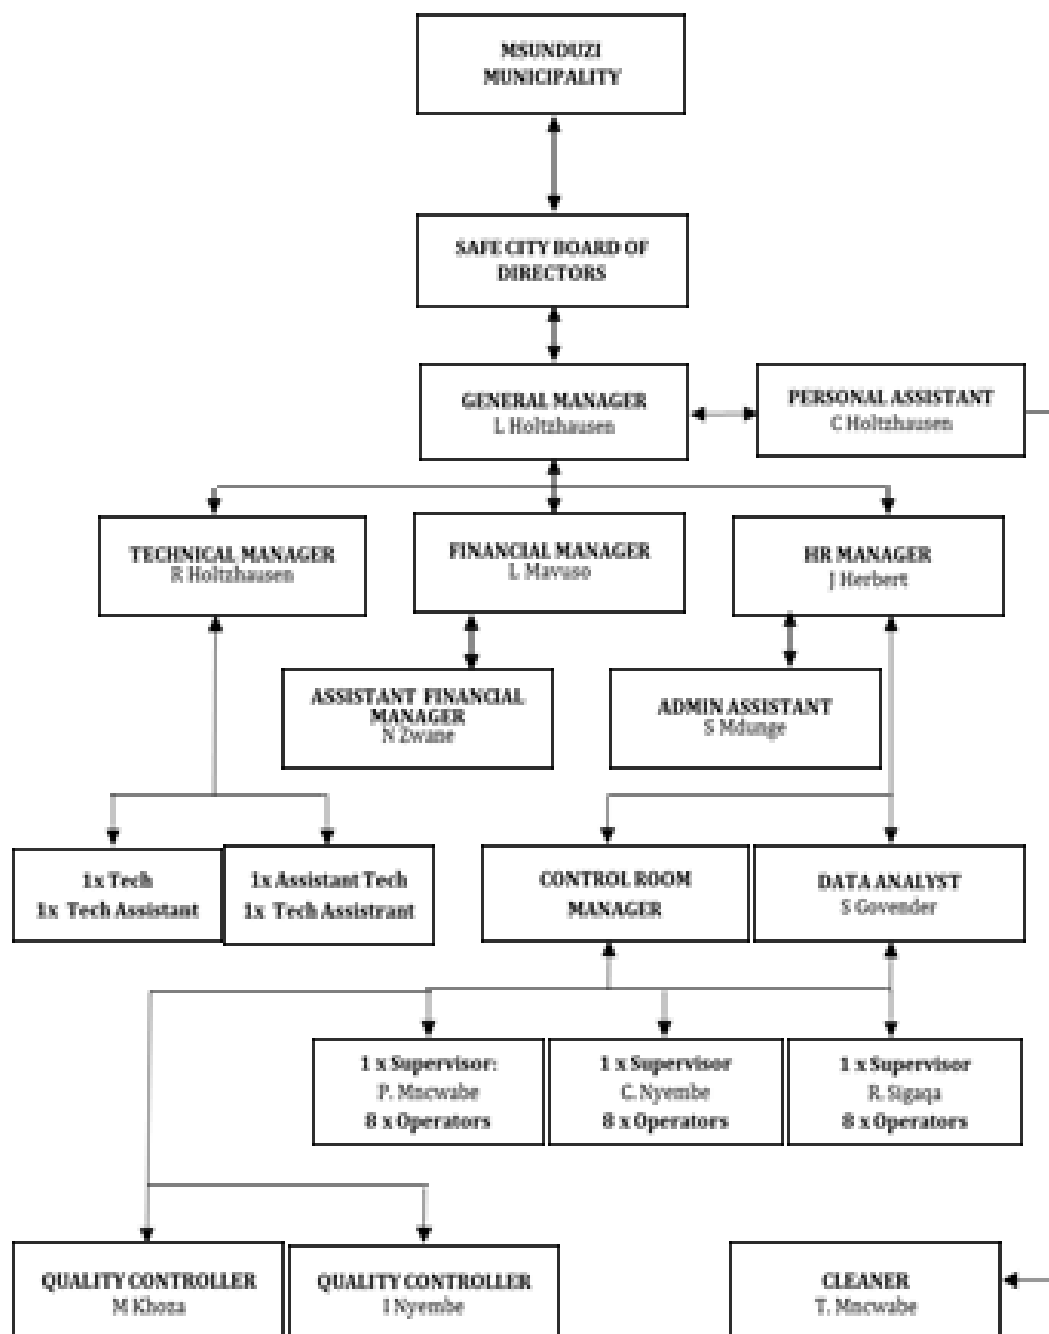 MSUNDUZI
MUNICIPALITY
SAFE CITY BOARD OF
DIRECTORS
GENERAL MANAGER
L Holtzhausen
PERSONAL ASSISTANT
C Holtzhausen
TECHNICAL MANAGER
R Holtzhausen
FINANCIAL MANAGER
L Mavuso
HR MANAGER
J Herbert
ASSISTANT FINANCIAL
MANAGER
N Zwane
ADMIN ASSISTANT
S Mdunge
1x Tech
1x Tech Assistant
1x Assistant Tech
1x Tech Assistrant
CONTROL ROOM
MANAGER
DATA ANALYST
S Govender
1 x Supervisor:
P. Mncwabe
8 x Operators
1 x Supervisor
C. Nyembe
8 x Operators
1 x Supervisor
R. Sigaqa
8 x Operators
QUALITY CONTROLLER
M Khoza
QUALITY CONTROLLER
I Nyembe
CLEANER
T. Mncwabe